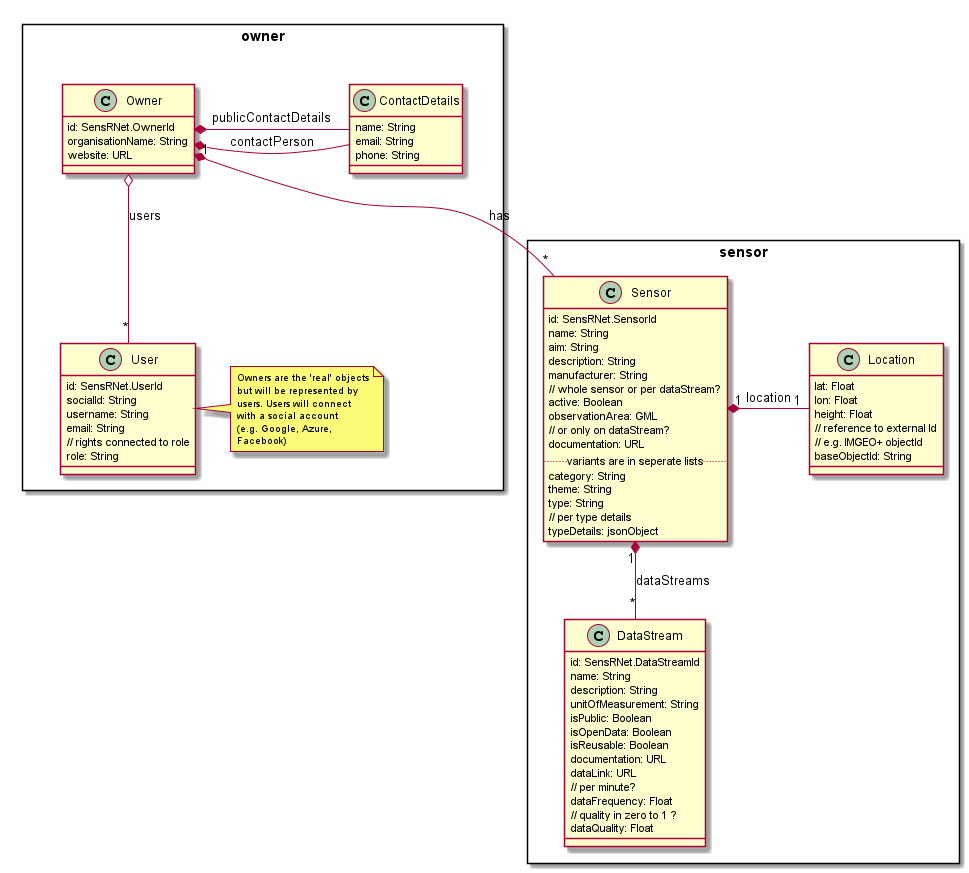 owner
C Owner
id: SensRNet.OwnerId
organisationName: String
website: URL
C ContactDetails
name: String
email: String
phone: String
publicContactDetails
contactPerson
1
users
has
*
*
C User
id: SensRNet.UserId
socialId: String
username: String
email: String
// rights connected to role
role: String
Owners are the 'real' objects
but will be represented by
users. Users will connect
with a social account
(e.g. Google, Azure,
Facebook)
sensor
C Sensor
id: SensRNet.SensorId
name: String
aim: String
description: String
manufacturer: String
// whole sensor or per dataStream?
active: Boolean
observationArea: GML
// or only on dataStream?
documentation: URL
variants are in seperate lists
category: String
theme: String
type: String
// per type details
typeDetails: jsonObject
1 location 1
C Location
lat: Float
lon: Float
height: Float
// reference to external Id
// e.g. IMGEO+ objectId
baseObjectId: String
1
dataStreams
*
C DataStream
id: SensRNet.DataStreamId
name: String
description: String
unitOfMeasurement: String
isPublic: Boolean
isOpenData: Boolean
isReusable: Boolean
documentation: URL
dataLink: URL
// per minute?
dataFrequency: Float
// quality in zero to 1 ?
dataQuality: Float